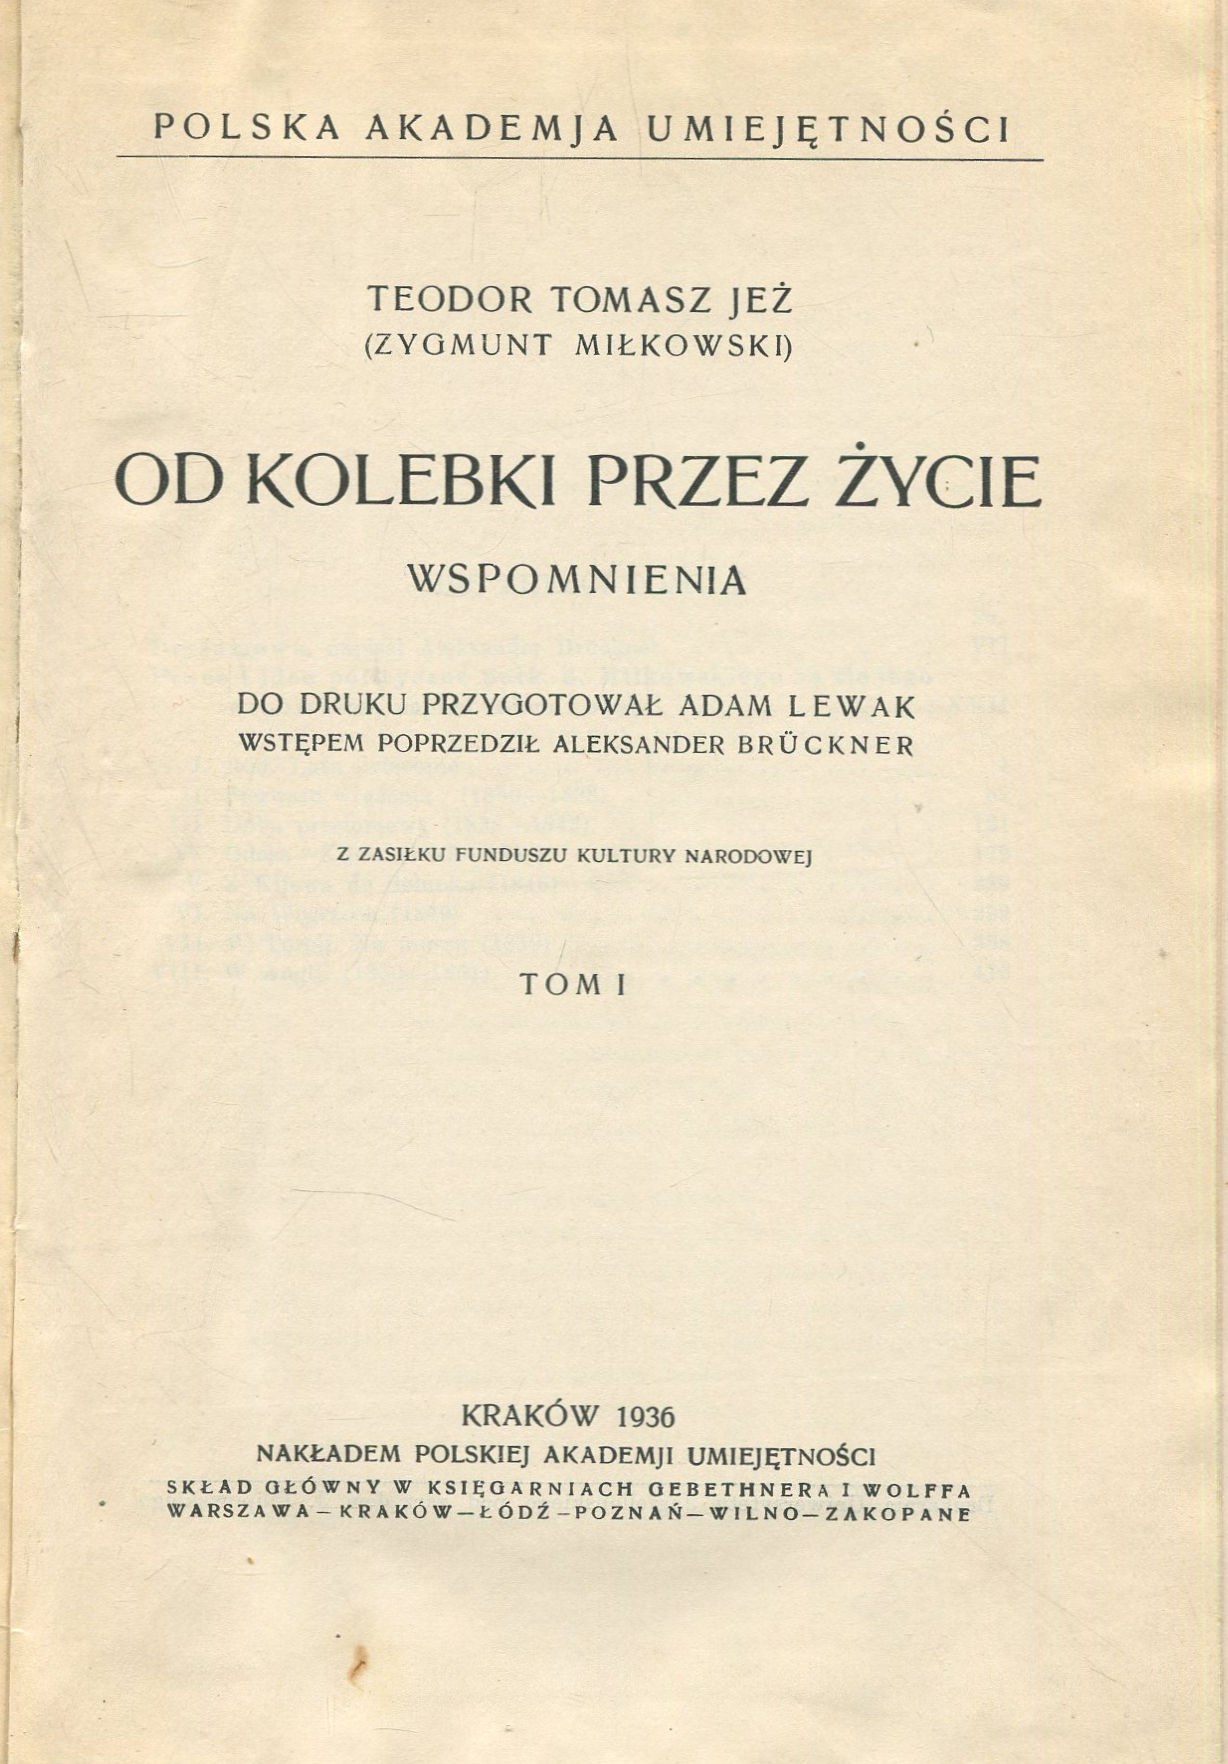 POLSKA AKADEMJA UMIEJĘTNOŚCI
TEODOR TOMASZ JEŻ
(ZYGMUNT MIŁKOWSKI)
OD KOLEBKI PRZEZ ŻYCIE
WSPOMNIENIA
DO DRUKU PRZYGOTOWAŁ ADAM LEWAK
WSTĘPEM POPRZEDZIŁ ALEKSANDER BRÜCKNER
Z ZASIŁKU FUNDUSZU KULTURY NARODOWEJ
TOM I
KRAKÓW 1936
NAKŁADEM POLSKIEJ AKADEMJI UMIEJĘTNOŚCI
SKŁAD GŁÓWNY W KSIĘGARNIACH GEBETHNERA I WOLFFA
WARSZAWA—KRAKÓW—ŁÓDŹ—POZNAŃ—WILNO—ZAKOPANE